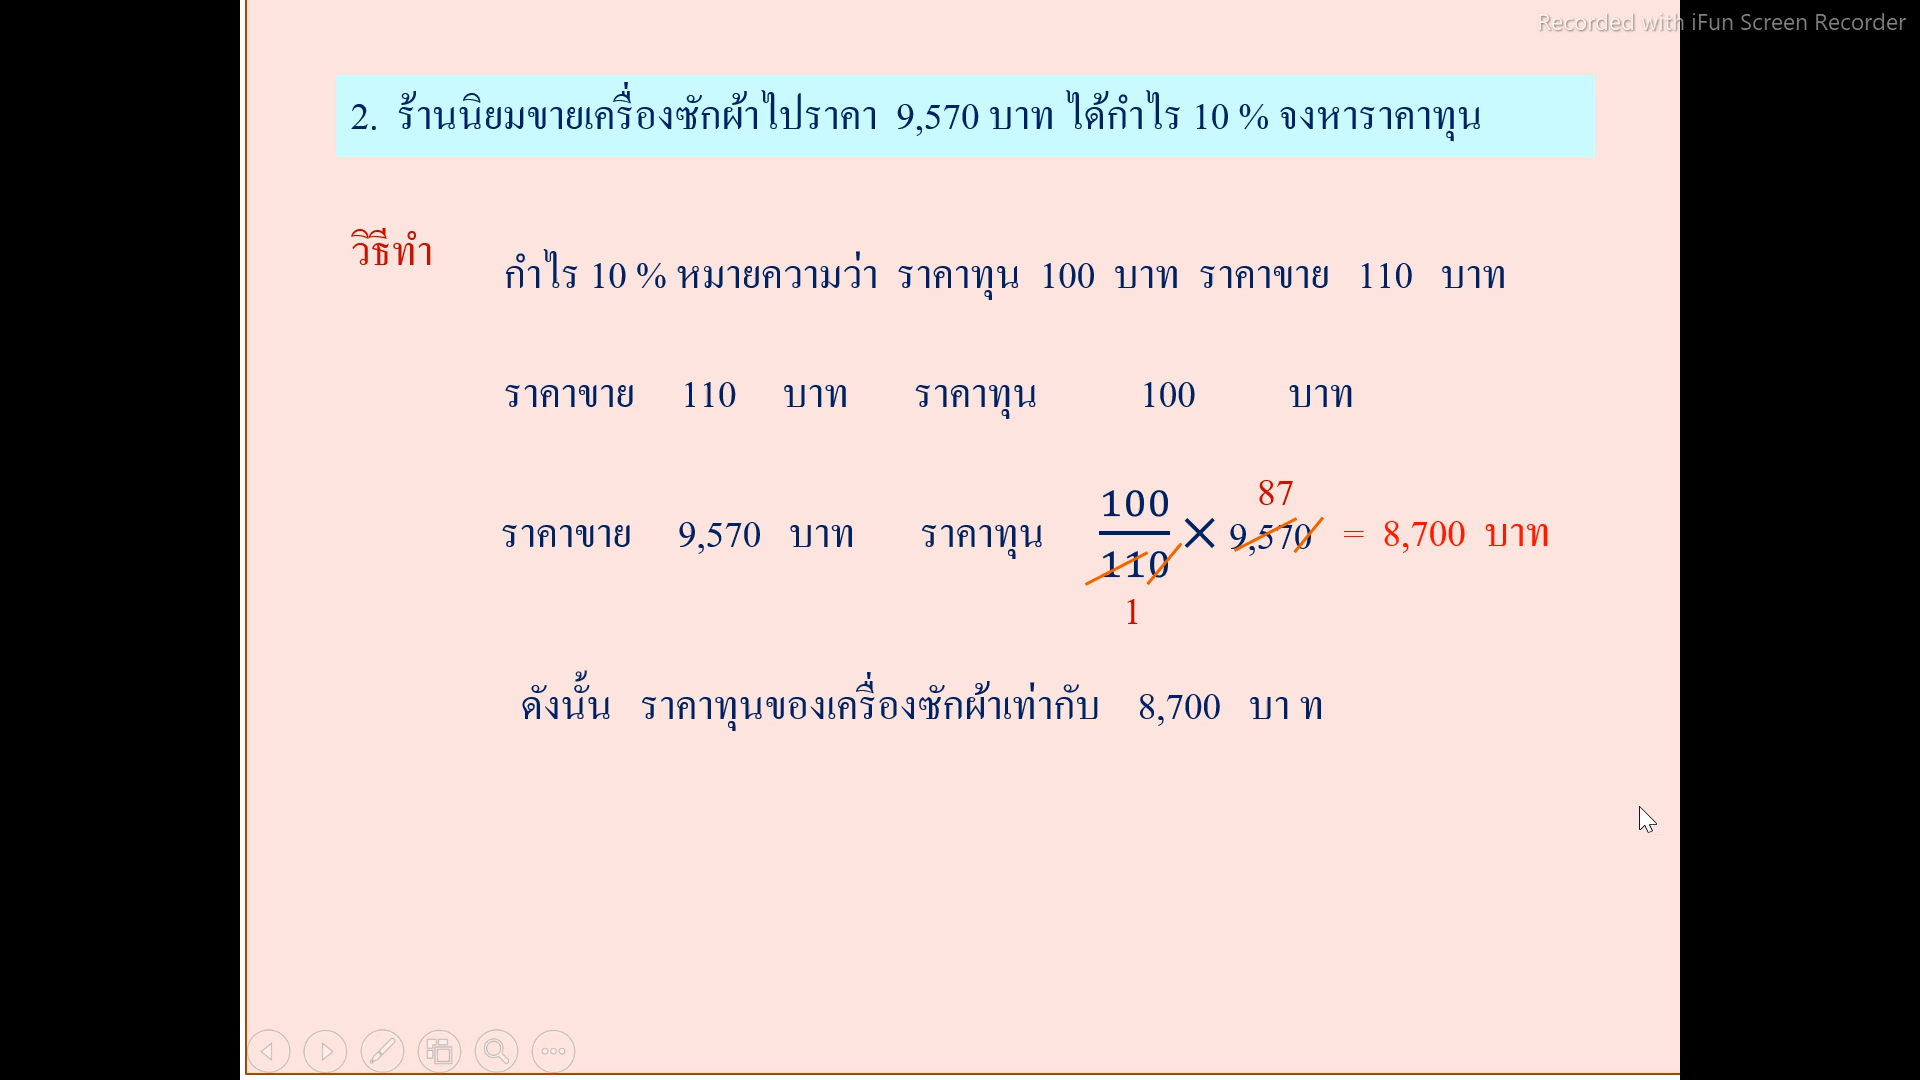 Recorded with iFun Screen Recorder
2. ร้านนิยมขายเครื่องซักผ้าไปราคา 9,570 บาท ได้กำไร 10 % จงหาราคาทุน
วิธีทำ
กำไร 10 % หมายความว่า ราคาทุน 100 บาท ราคาขาย 110 บาท
ราคาขาย 110 บาท ราคาทุน 100 บาท
87
ราคาขาย 9,570 บาท ราคาทุน 100/110 × 9,570 = 8,700 บาท
1
ดังนั้น ราคาทุนของเครื่องซักผ้าเท่ากับ 8,700 บา ท